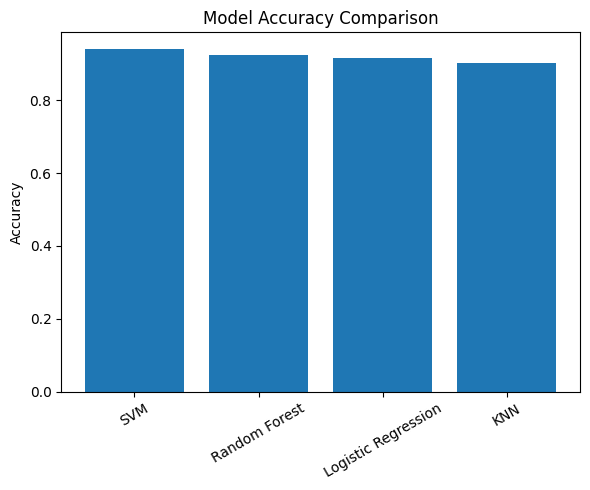 Model Accuracy Comparison
Accuracy
0.8
0.6
0.4
0.2
0.0
SVM
Random Forest
Logistic Regression
KNN